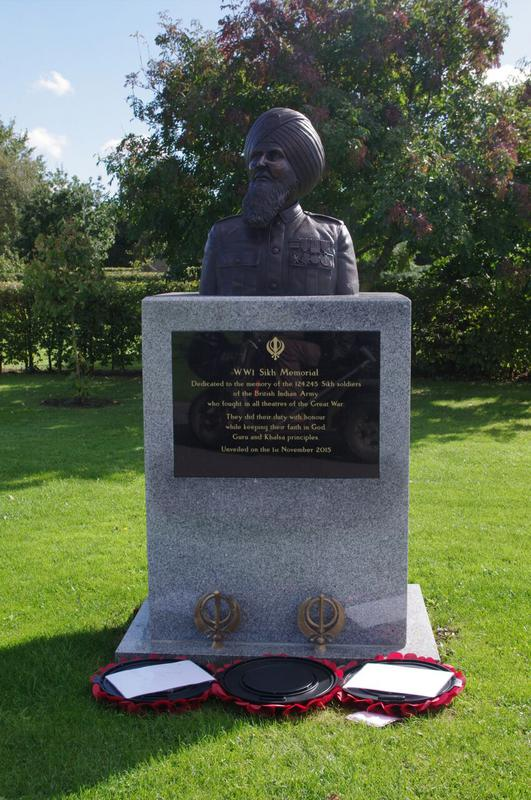 WW1 Sikh Memorial
Dedicated to the memory of the 124,245 Sikh soldiers
of the British Indian Army
who fought in all theatres of the Great War.
They did their duty with honour
while keeping their faith in God,
Guru and Khalsa principles.
Unveiled on the 1st November 2015